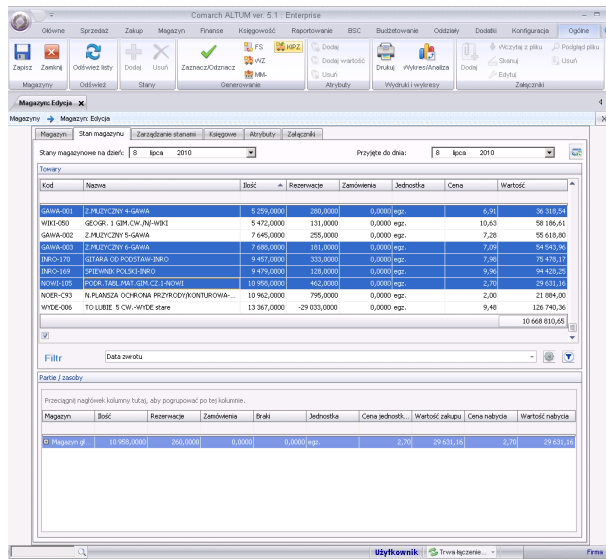 Comarch ALTUM ver. 5.1 : Enterprise
Główne Sprzedaż Zakup Magazyn Finanse Księgowość Raportowanie BSC Budżetowanie Oddziały Dodatki Konfiguracja Ogólne
Zapisz Zamknij Odśwież listy Dodaj Usuń Zaznacz/Odznacz FS KIPZ Dodaj Drukuj Wykres/Analiza Dodaj Wczytaj z pliku Podgląd pliku
WZ Dodaj wartość Skanuj Usuń
MM- Usuń Edytuj
Magazyny Odśwież Stany Generowanie Atrybuty Wydruki i wykresy Załączniki
Magazyn: Edycja
Magazyny Magazyn: Edycja
Magazyn Stan magazynu Zarządzanie stanami Księgowe Atrybuty Załączniki
Stany magazynowe na dzień: 8 lipca 2010 Przyjęte do dnia: 8 lipca 2010
Towary
Kod Nazwa Ilość Rezerwacje Zamówienia Jednostka Cena Wartość
GAWA-001 Z.MUZYCZNY 4-GAWA 5 259,0000 280,0000 0,0000 egz. 6,91 36 318,54
WIKI-050 GEOGR. 1 GIM.CW./N/-WIKI 5 472,0000 131,0000 0,0000 egz. 10,63 58 186,61
GAWA-002 Z.MUZYCZNY 5-GAWA 7 645,0000 255,0000 0,0000 egz. 7,28 55 618,80
GAWA-003 Z.MUZYCZNY 6-GAWA 7 688,0000 181,0000 0,0000 egz. 7,09 54 543,96
INRO-170 GITARA OD PODSTAW-INRO 9 457,0000 333,0000 0,0000 egz. 7,98 75 478,17
INRO-169 SPIEWNIK POLSKI-INRO 9 479,0000 128,0000 0,0000 egz. 9,96 94 428,25
NOWI-105 PODR.TABL.MAT.GIM.CZ.1-NOWI 10 958,0000 462,0000 0,0000 egz. 2,70 29 631,16
NOER-C93 N.PLANSZA OCHRONA PRZYRODY/KONTUROWA-... 10 962,0000 795,0000 0,0000 egz. 2,00 21 884,00
WYDE-006 TO LUBIE 5 CW.-WYDE stare 13 367,0000 -29 033,0000 0,0000 egz. 9,48 126 740,36
10 668 810,65
Filtr Data zwrotu
Partie / zasoby
Przeciągnij nagłówek kolumny tutaj, aby pogrupować po tej kolumnie.
Magazyn Ilość Rezerwacje Zamówienia Braki Jednostka Cena jednostk... Wartość zakupu Cena nabycia Wartość nabycia
Magazyn gł... 10 958,0000 260,0000 0,0000 0,0000 egz. 2,70 29 631,16 2,70 29 631,16
Użytkownik Trwa łączenie... Firma